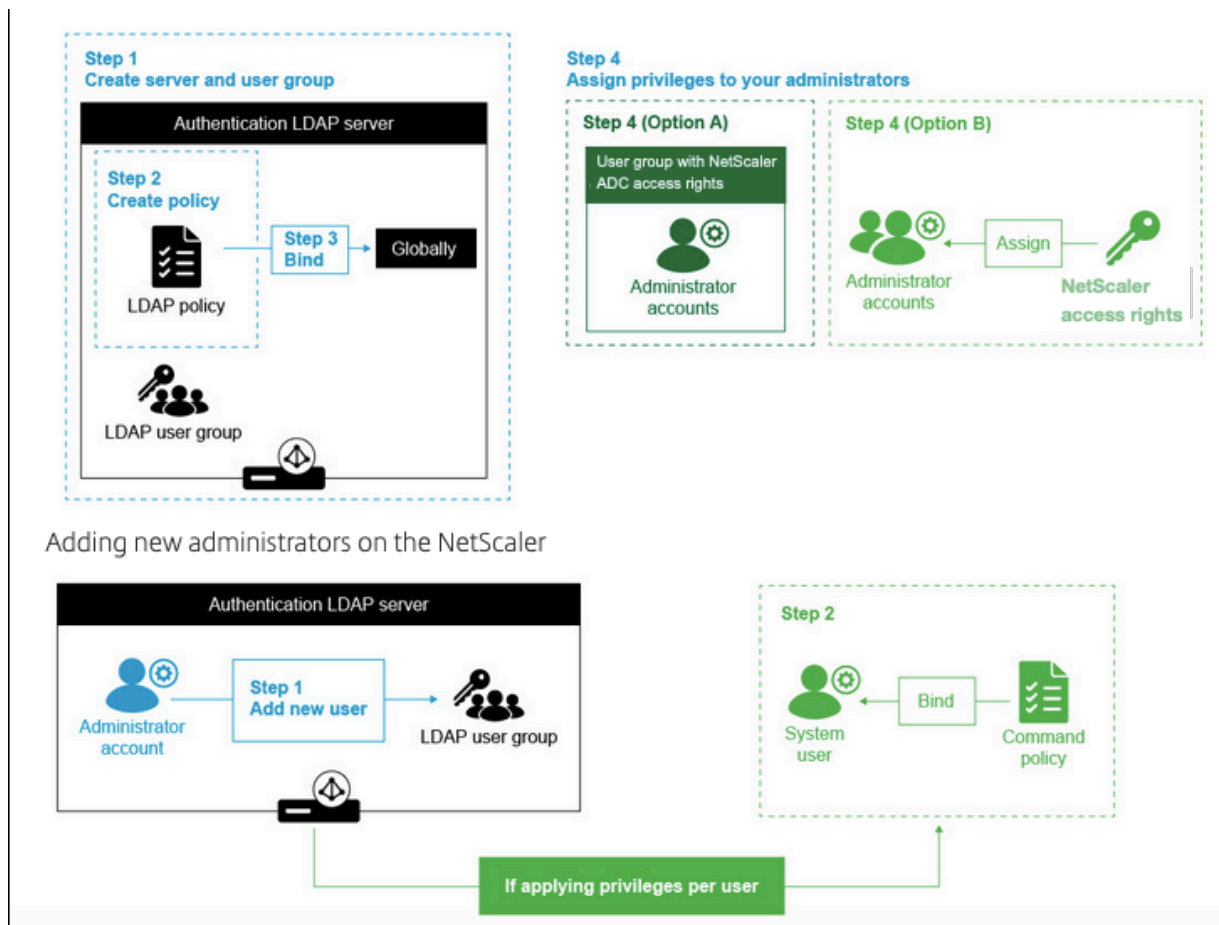 Step 1
Create server and user group
Authentication LDAP server
Step 2
Create policy
LDAP policy
Step 3
Bind
Globally
LDAP user group
Step 4
Assign privileges to your administrators
Step 4 (Option A)
User group with NetScaler
ADC access rights
Administrator
accounts
Step 4 (Option B)
Administrator
accounts
Assign
NetScaler
access rights
Adding new administrators on the NetScaler
Authentication LDAP server
Administrator
account
Step 1
Add new user
LDAP user group
Step 2
System
user
Bind
Command
policy
If applying privileges per user